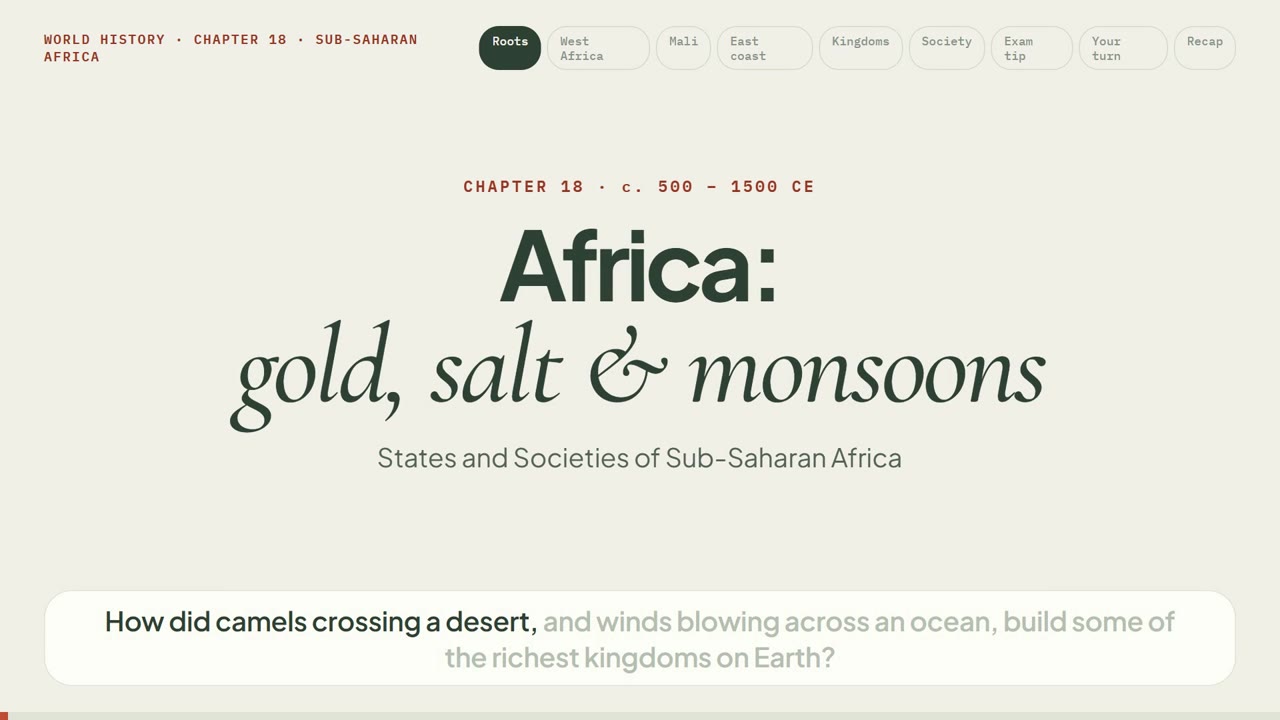 WORLD HISTORY · CHAPTER 18 · SUB-SAHARAN
AFRICA
Roots
West
Africa
Mali
East
coast
Kingdoms
Society
Exam
tip
Your
turn
Recap
CHAPTER 18 · c. 500 – 1500 CE
Africa:
gold, salt & monsoons
States and Societies of Sub-Saharan Africa
How did camels crossing a desert, and winds blowing across an ocean, build some of
the richest kingdoms on Earth?